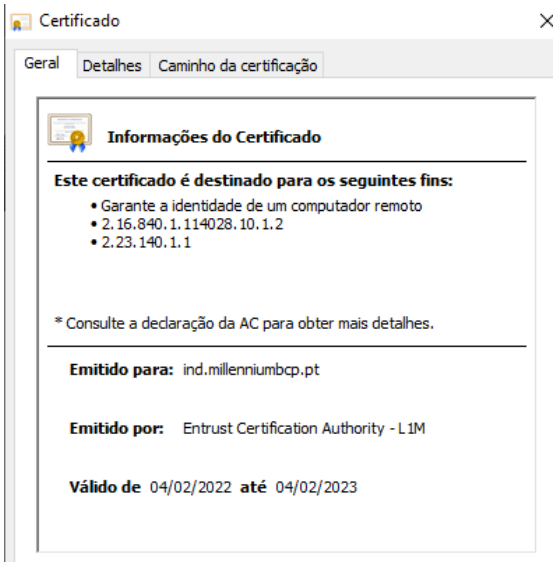 Certificado
Geral Detalhes Caminho da certificação
Informações do Certificado
Este certificado é destinado para os seguintes fins:
• Garante a identidade de um computador remoto
• 2.16.840.1.114028.10.1.2
• 2.23.140.1.1
* Consulte a declaração da AC para obter mais detalhes.
Emitido para: ind.millenniumbcp.pt
Emitido por: Entrust Certification Authority - L1M
Válido de 04/02/2022 até 04/02/2023